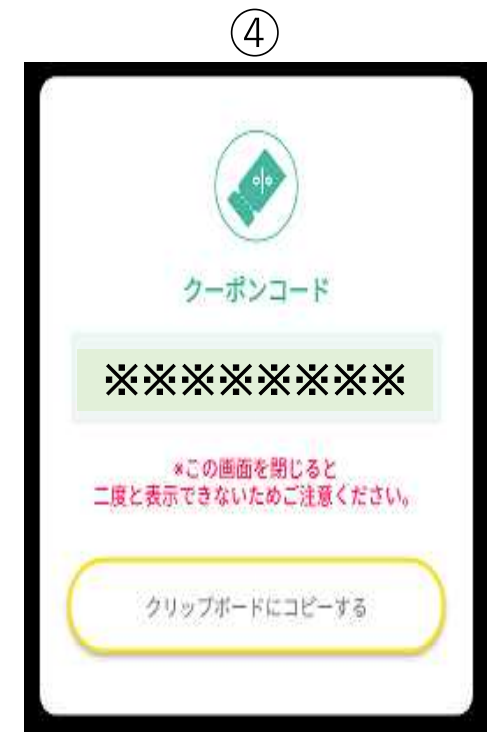 ④
クーポンコード
※※※※※※※※
※この画面を閉じると
二度と表示できないためご注意ください。
クリップボードにコピーする